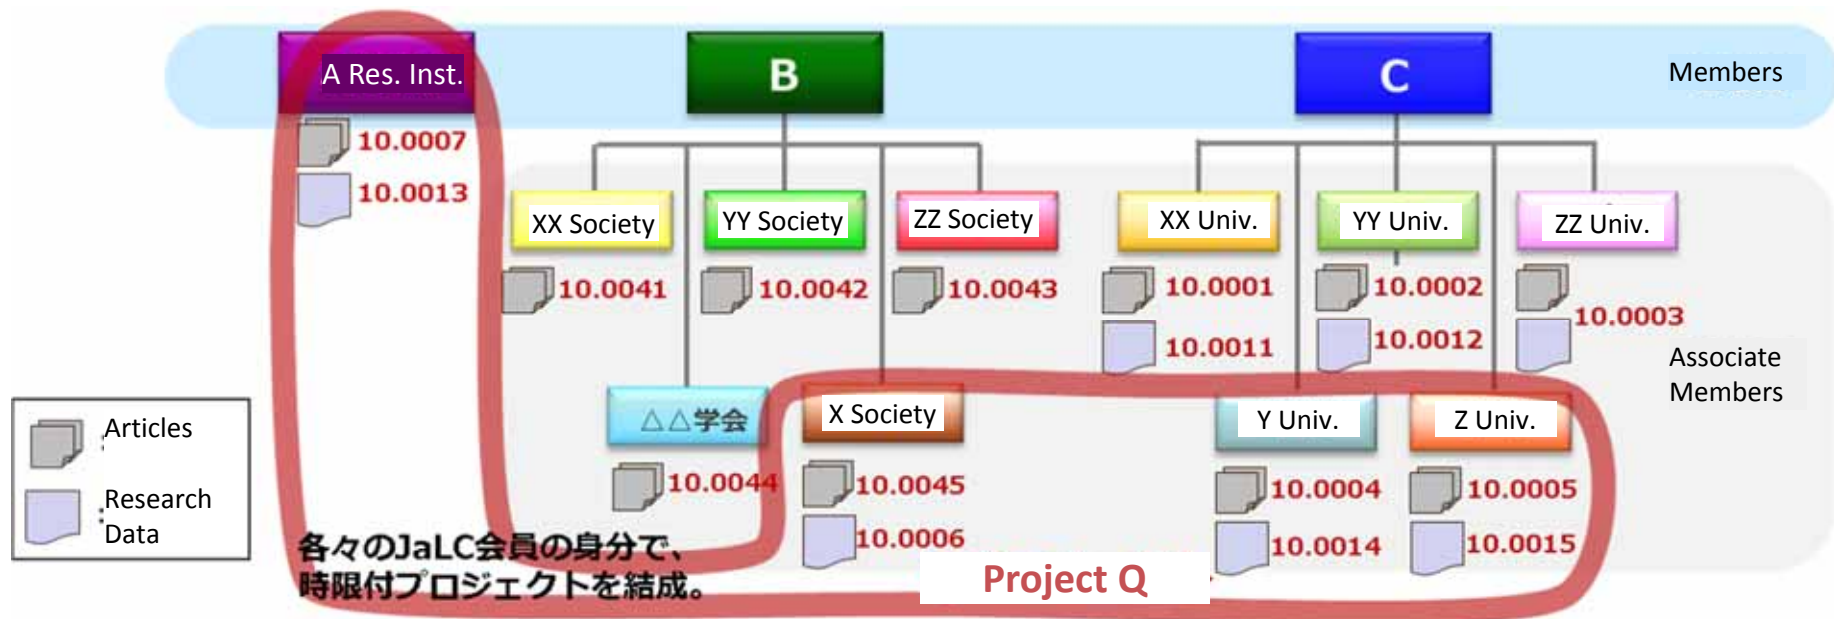 A Res. Inst.
B
C
Members
10.0007
10.0013
XX Society
YY Society
ZZ Society
XX Univ.
YY Univ.
ZZ Univ.
10.0041
10.0042
10.0043
10.0001
10.0002
10.0003
10.0011
10.0012
Associate
Members
△△学会
X Society
Y Univ.
Z Univ.
10.0044
10.0045
10.0004
10.0005
10.0006
10.0014
10.0015
Articles :
Research :
Data
各々のJaLC会員の身分で、
時限付プロジェクトを結成。
Project Q